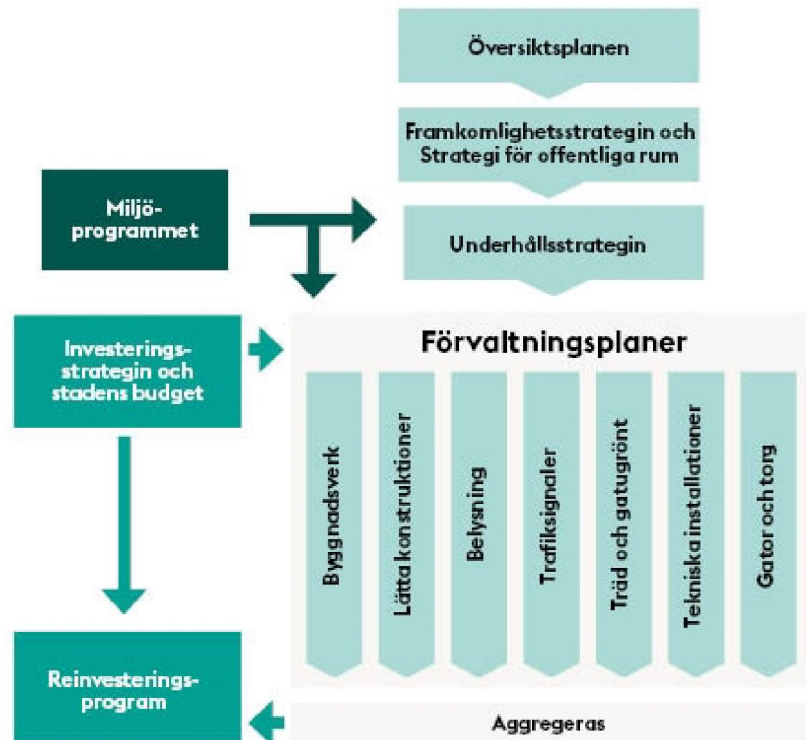 Översiktsplanen
Framkomlighetsstrategin och
Strategi för offentliga rum
Miljö-
programmet
Underhållsstrategin
Investerings-
strategin och
stadens budget
Förvaltningsplaner
Byggnadsverk
Lätta konstruktioner
Belysning
Trafiksignaler
Träd och gatugrönt
Tekniska installationer
Gator och torg
Reinvesterings-
program
Aggregeras